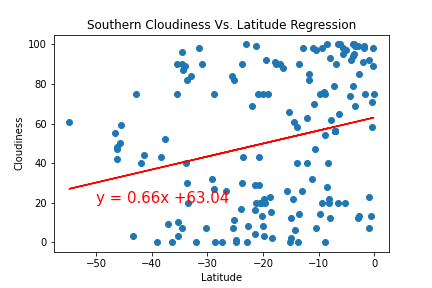 Southern Cloudiness Vs. Latitude Regression
100
80
60
40
20
0
Cloudiness
y = 0.66x +63.04
−50 −40 −30 −20 −10 0
Latitude